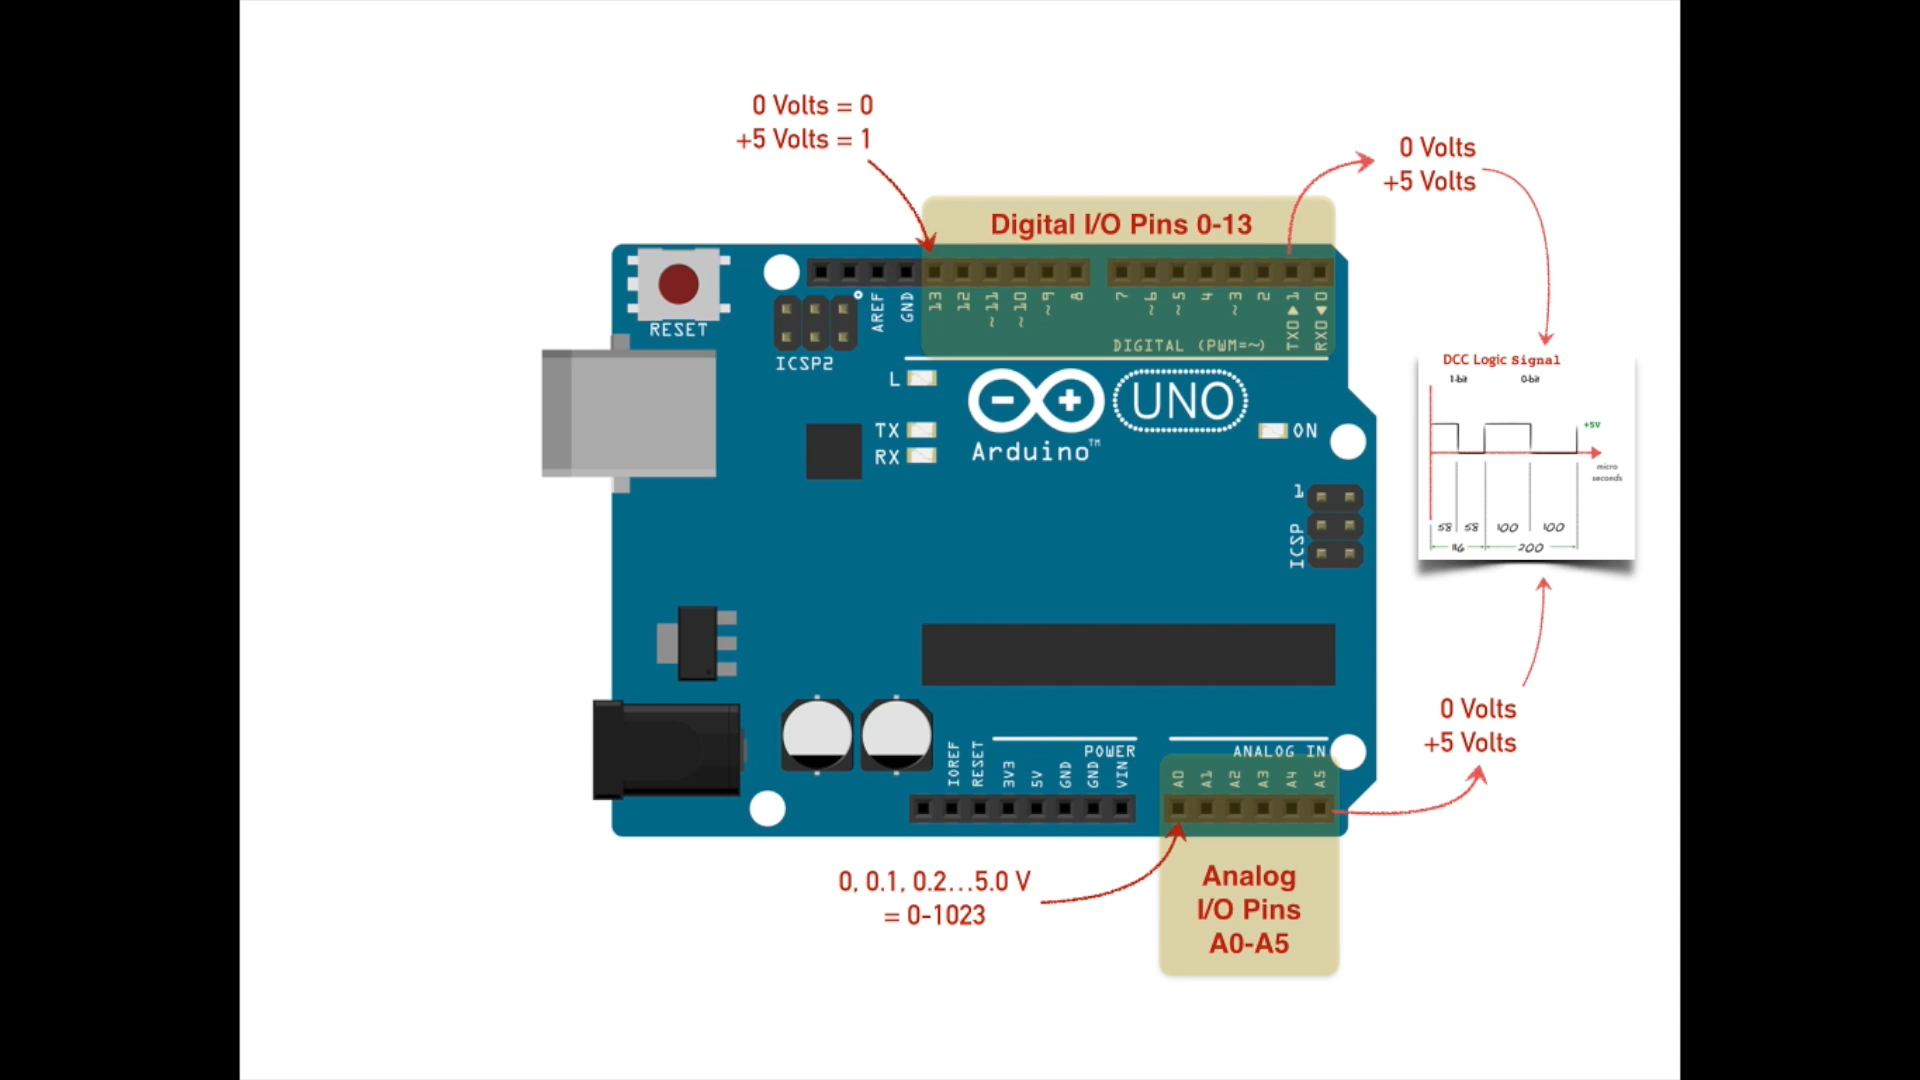 0 Volts = 0
+5 Volts = 1
0 Volts
+5 Volts
Digital I/O Pins 0-13
RESET
ICSP2
AREF
GND
13
12
~11
~10
~9
8
7
~6
~5
4
~3
2
TX0▶1
RX0◀0
DIGITAL (PWM=~)
L
TX
RX
Arduino™
UNO
ON
1
ICSP
DCC Logic Signal
1-bit 0-bit
+5V
micro
seconds
58 58 100 100
116 200
0 Volts
+5 Volts
POWER
ANALOG IN
IOREF
RESET
3V3
5V
GND
GND
VIN
A0
A1
A2
A3
A4
A5
0, 0.1, 0.2...5.0 V
= 0-1023
Analog
I/O Pins
A0-A5